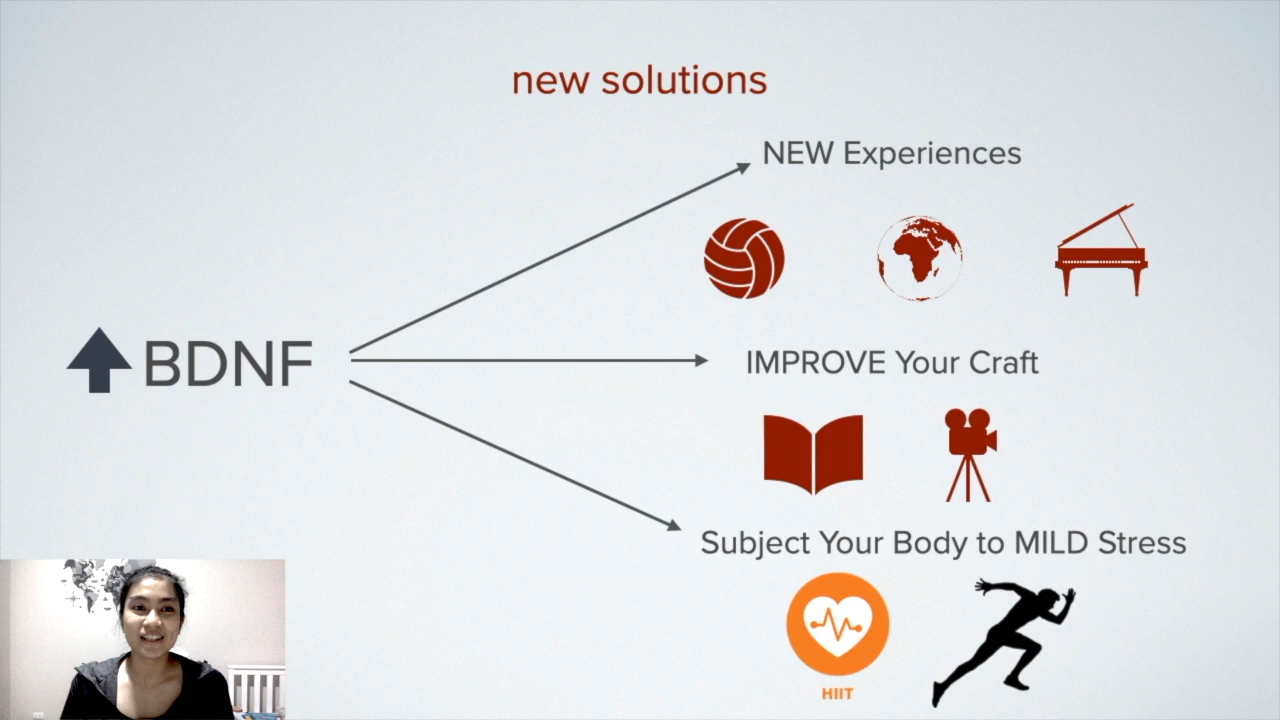 new solutions
NEW Experiences
BDNF
IMPROVE Your Craft
Subject Your Body to MILD Stress
HIIT